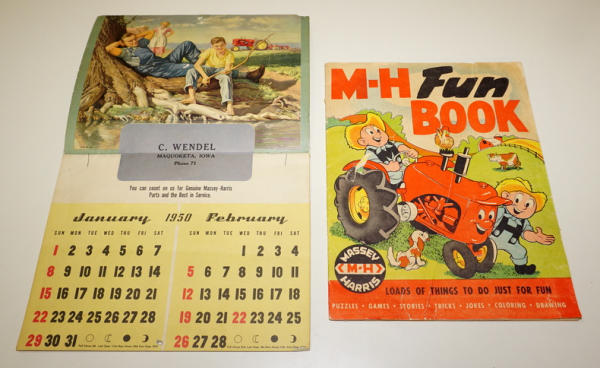 C. WENDEL
MAQUOKETA, IOWA
Phone 71
You can count on us for Genuine Massey-Harris
Parts and the Best in Service.
January 1950 February
SUN MON TUE WED THU FRI SAT
1 2 3 4 5 6 7
8 9 10 11 12 13 14
15 16 17 18 19 20 21
22 23 24 25 26 27 28
29 30 31
SUN MON TUE WED THU FRI SAT
1 2 3 4
5 6 7 8 9 10 11
12 13 14 15 16 17 18
19 20 21 22 23 24 25
26 27 28
M-H Fun
BOOK
MASSEY
M-H
HARRIS
LOADS OF THINGS TO DO JUST FOR FUN
PUZZLES - GAMES - STORIES - TRICKS - JOKES - COLORING - DRAWING